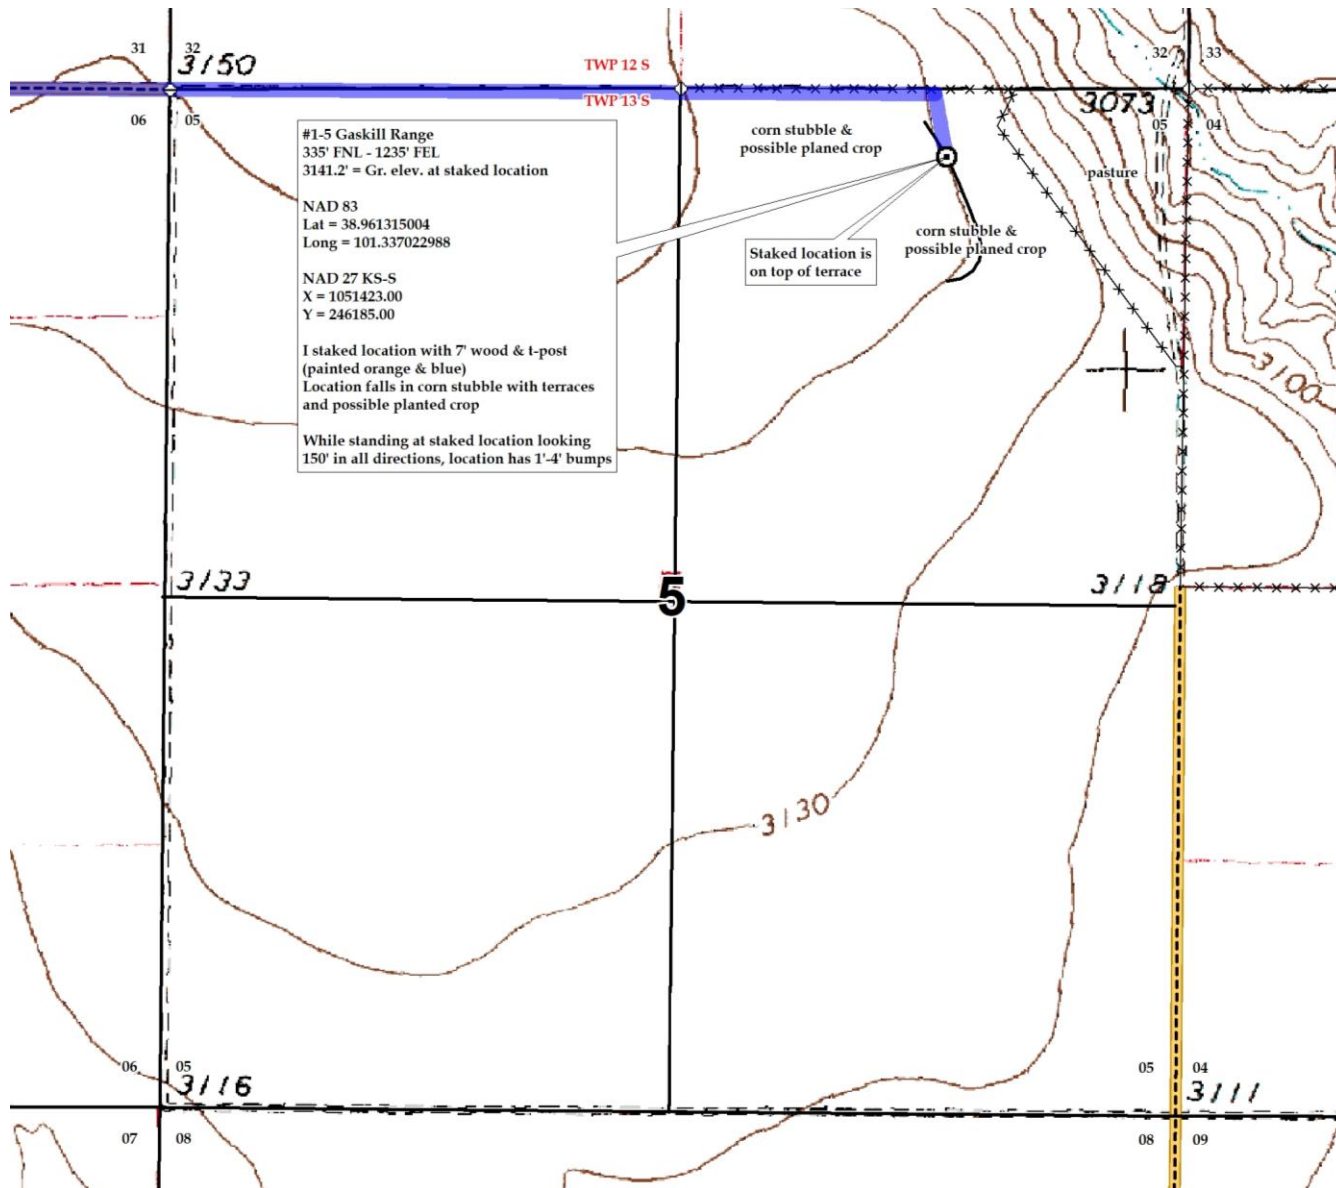 31
32
3150
TWP 12 S
32
33
TWP 13 S
3073
06
05
05
04
#1-5 Gaskill Range
335' FNL - 1235' FEL
3141.2' = Gr. elev. at staked location
NAD 83
Lat = 38.961315004
Long = 101.337022988
NAD 27 KS-S
X = 1051423.00
Y = 246185.00
I staked location with 7' wood & t-post
(painted orange & blue)
Location falls in corn stubble with terraces
and possible planted crop
While standing at staked location looking
150' in all directions, location has 1'-4' bumps
corn stubble &
possible planed crop
pasture
corn stubble &
possible planed crop
Staked location is
on top of terrace
3100
3133
5
3118
3130
06
05
05
04
3116
3111
07
08
08
09